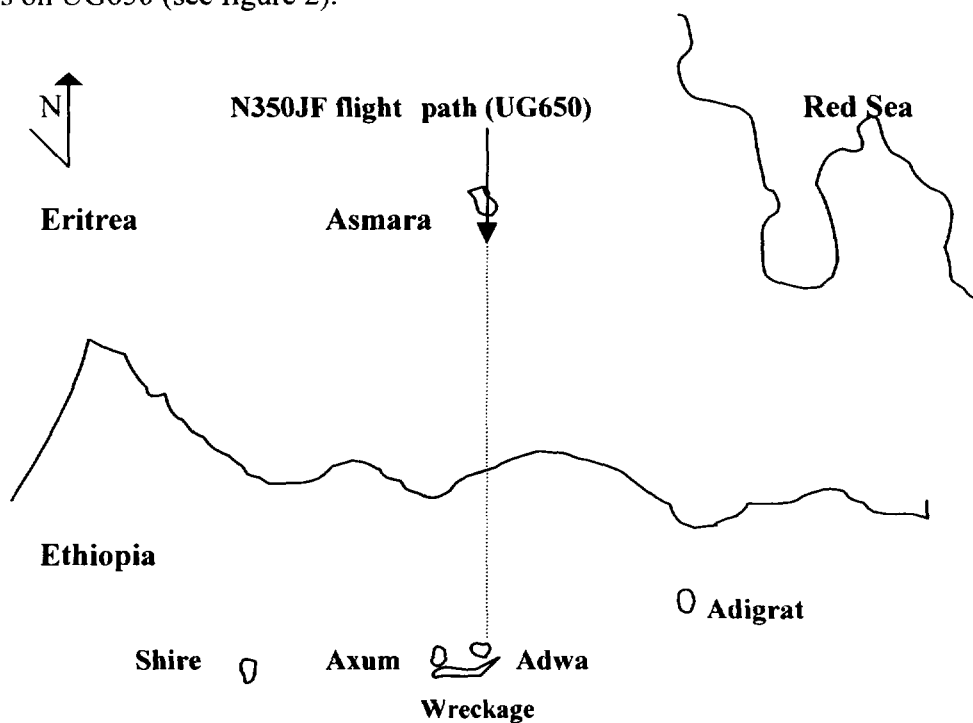 s on UG650 (see figure 2).
N
N350JF flight path (UG650)
Red Sea
Eritrea
Asmara
Ethiopia
Adigrat
Shire
Axum
Adwa
Wreckage